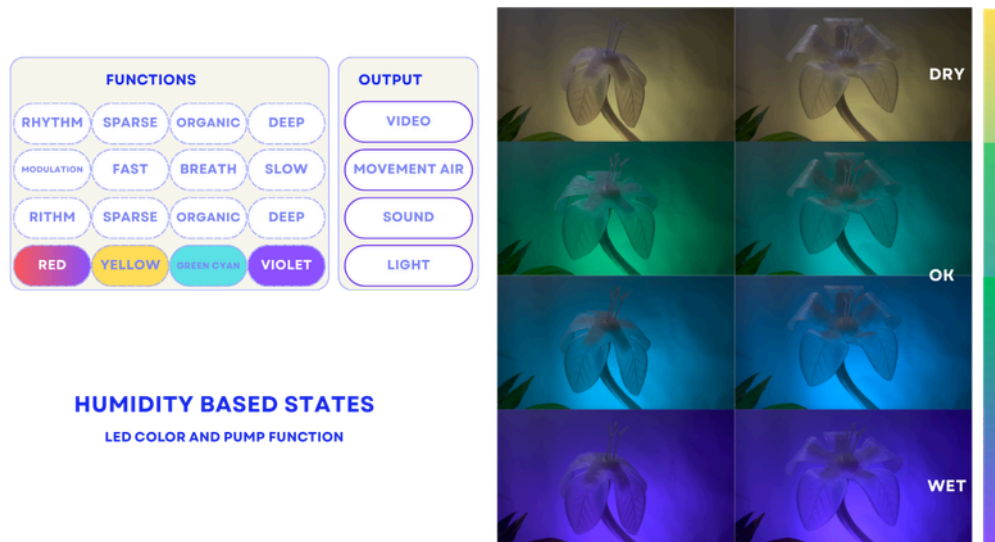 FUNCTIONS
RHYTHM SPARSE ORGANIC DEEP
MODULATION FAST BREATH SLOW
RITHM SPARSE ORGANIC DEEP
RED YELLOW GREEN CYAN VIOLET
OUTPUT
VIDEO
MOVEMENT AIR
SOUND
LIGHT
HUMIDITY BASED STATES
LED COLOR AND PUMP FUNCTION
DRY
OK
WET